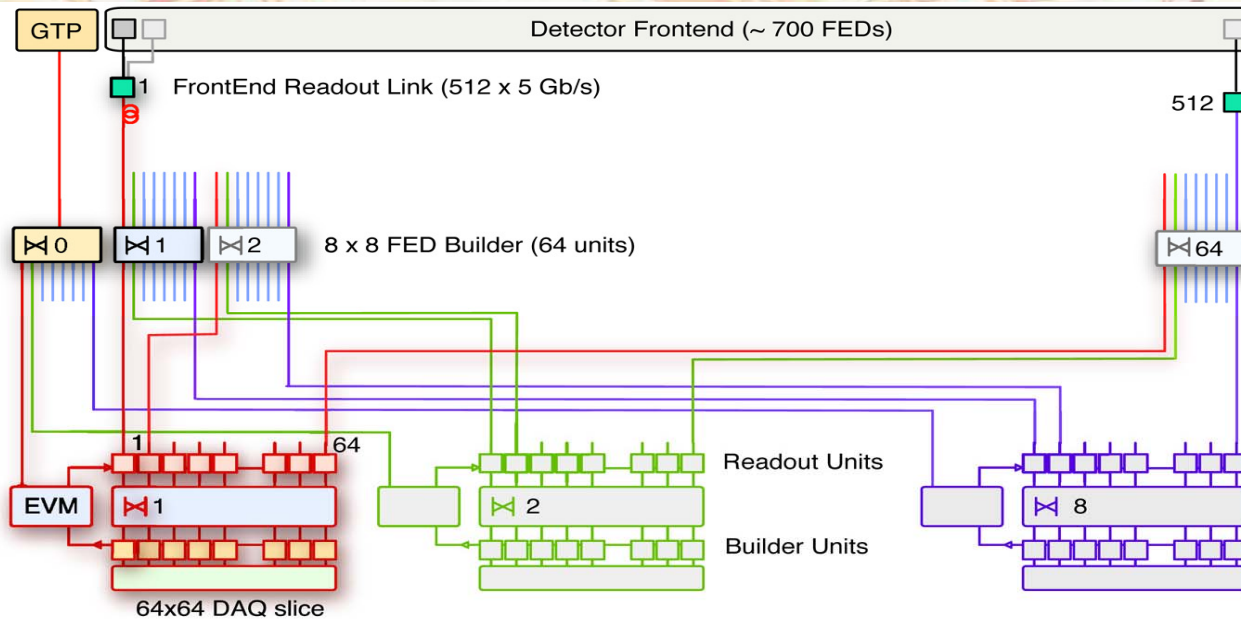 GTP
Detector Frontend (~ 700 FEDs)
1 FrontEnd Readout Link (512 x 5 Gb/s)
512
0
1
2
8 x 8 FED Builder (64 units)
64
1
64
Readout Units
EVM
1
2
8
Builder Units
64x64 DAQ slice